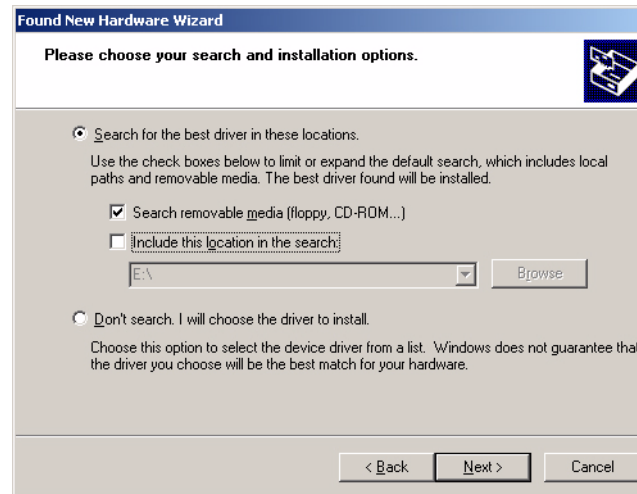 Found New Hardware Wizard
Please choose your search and installation options.
Search for the best driver in these locations.
Use the check boxes below to limit or expand the default search, which includes local
paths and removable media. The best driver found will be installed.
Search removable media (floppy, CD-ROM...)
Include this location in the search:
E:\
Browse
Don't search. I will choose the driver to install.
Choose this option to select the device driver from a list. Windows does not guarantee that
the driver you choose will be the best match for your hardware.
< Back Next > Cancel